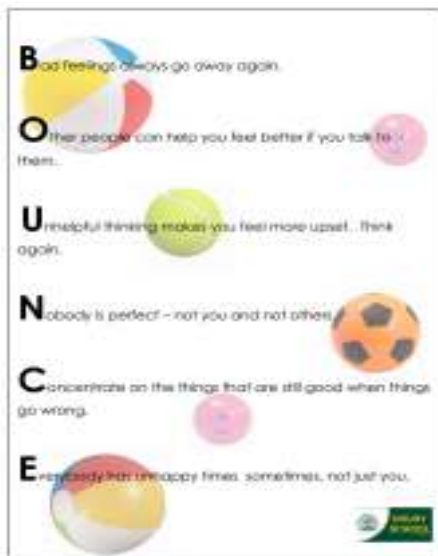 Bad feelings always go away again.
Other people can help you feel better if you talk to
them.
Unhelpful thinking makes you feel more upset. Think
again.
Nobody is perfect – not you and not others.
Concentrate on the things that are still good when things
go wrong.
Everybody has unhappy times sometimes, not just you.
SCHOOL